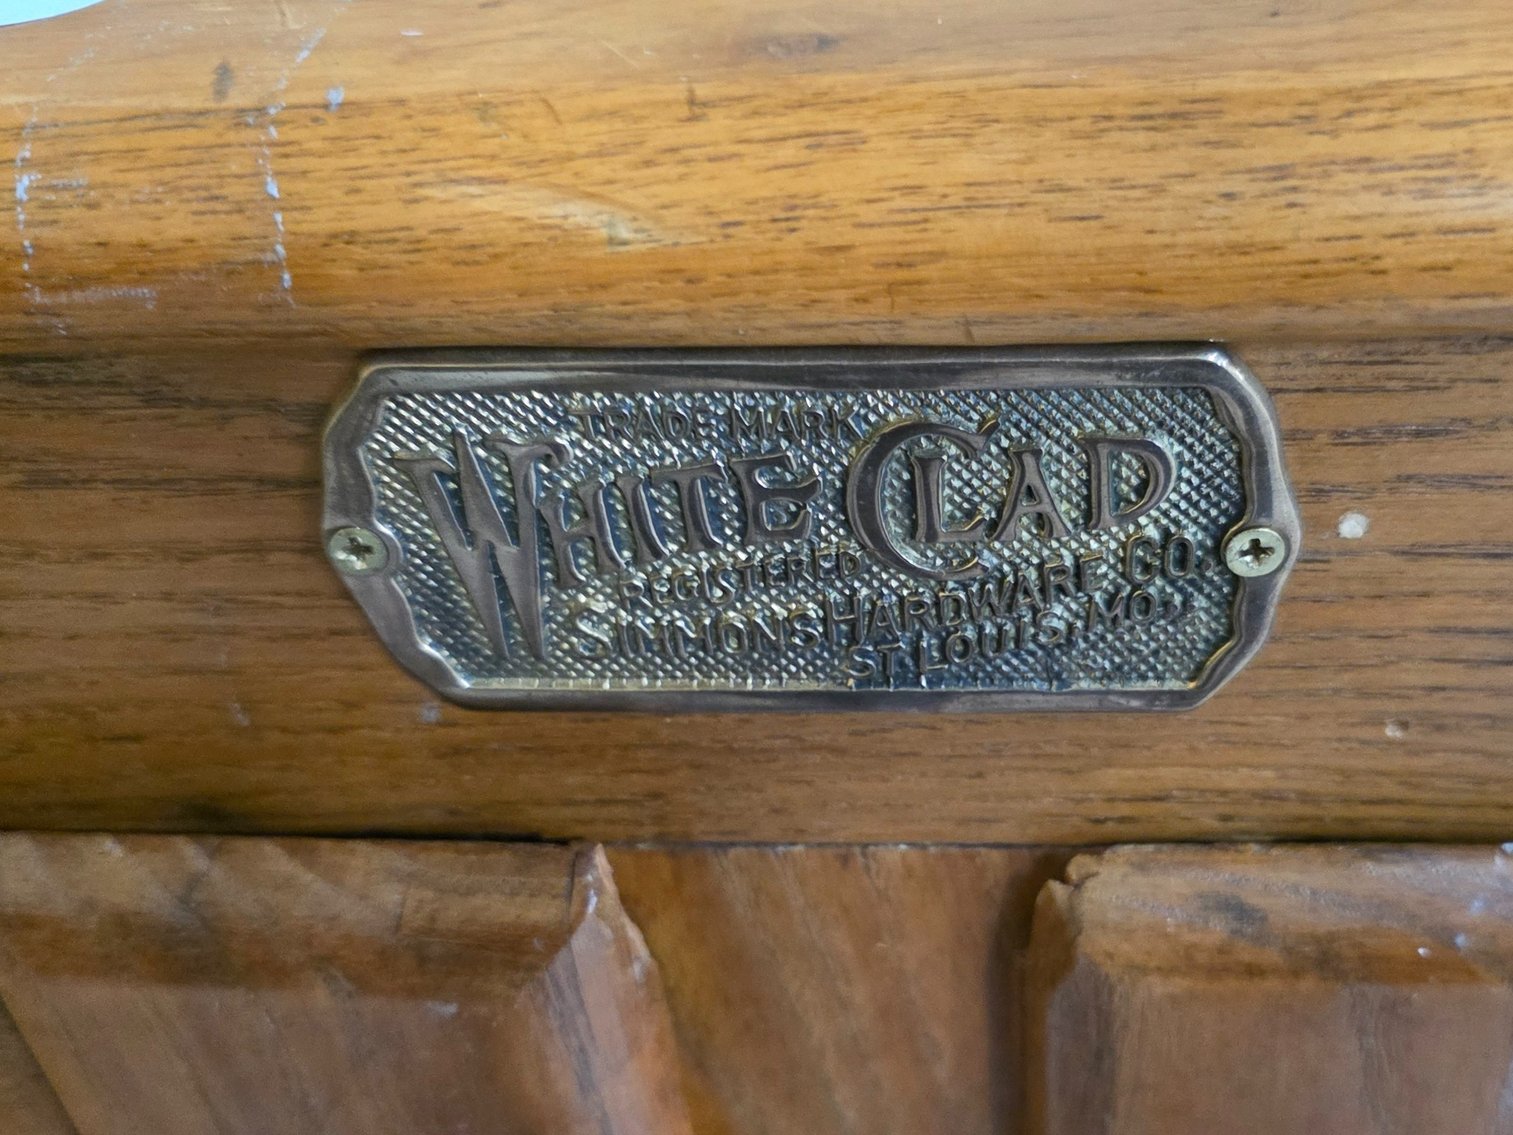 TRADE MARK
WHITE CLAD
REGISTERED
SIMMONS HARDWARE CO.
ST. LOUIS, MO.